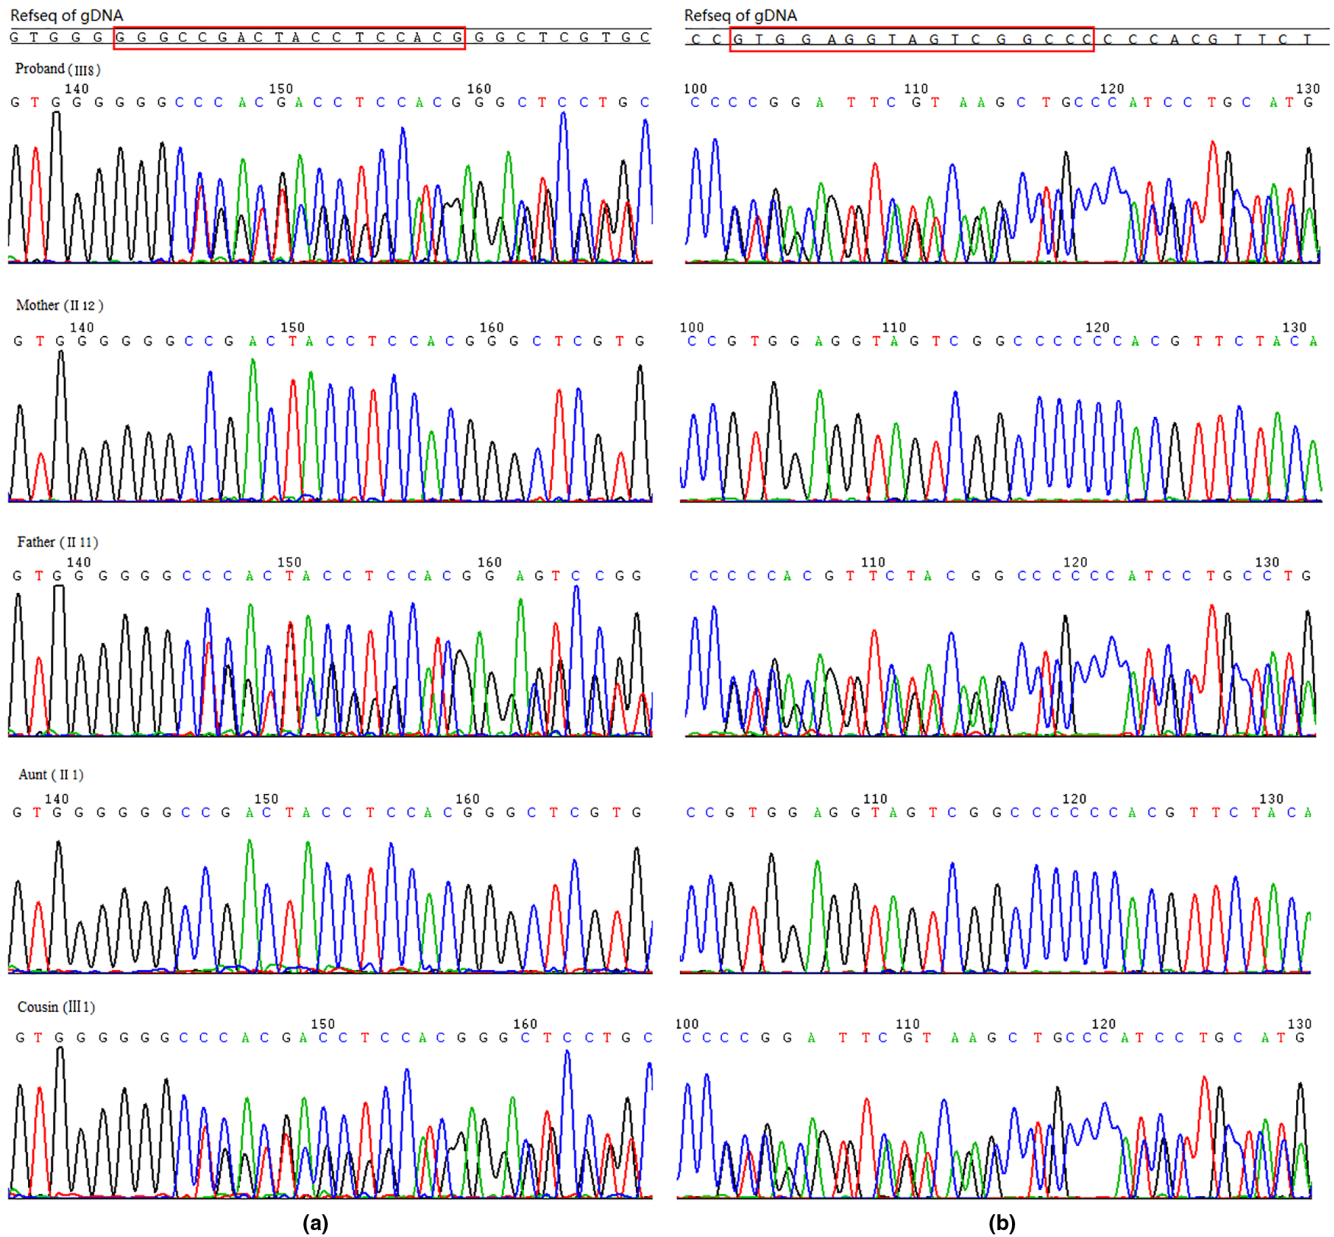 Refseq of gDNA
G T G G G G G G C C G A C T A C C T C C A C G G G C T C G T G C
Proband (III8)
140 150 160
G T G G G G G G C C C A C G A C C T C C A C G G G C T C C T G C
Mother (II 12)
140 150 160
G T G G G G G G C C G A C T A C C T C C A C G G G C T C G T G
Father (II 11)
140 150 160
G T G G G G G G C C C A C T A C C T C C A C G G A G T C C G G
Aunt (II 1)
140 150 160
G T G G G G G G C C G A C T A C C T C C A C G G G C T C G T G
Cousin (III 1)
150 160
G T G G G G G G C C C A C G A C C T C C A C G G G C T C C T G C
(a)
Refseq of gDNA
C C G T G G A G G T A G T C G G C C C C C C A C G T T C T
100 110 120 130
C C C C G G A T T C G T A A G C T G C C C A T C C T G C A T G
100 110 120 130
C C G T G G A G G T A G T C G G C C C C C C A C G T T C T A C A
110 120 130
C C C C C A C G T T C T A C G G C C C C C C A T C C T G C C T G
110 120 130
C C G T G G A G G T A G T C G G C C C C C C A C G T T C T A C A
100 110 120 130
C C C C G G A T T C G T A A G C T G C C C A T C C T G C A T G
(b)